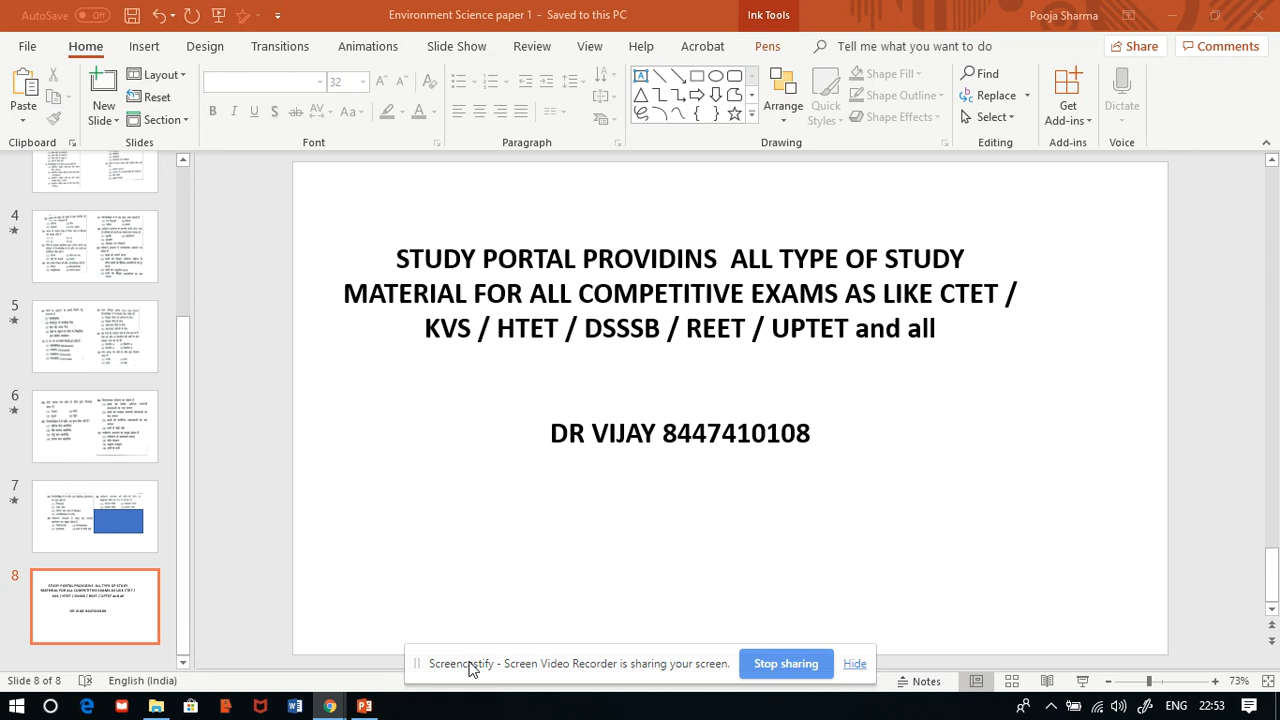 AutoSave Off Environment Science paper 1 - Saved to this PC Ink Tools Pooja Sharma
File Home Insert Design Transitions Animations Slide Show Review View Help Acrobat Pens Tell me what you want to do Share Comments
Paste
New Slide
Layout
Reset
Section
32
Arrange
Quick Styles
Shape Fill
Shape Outline
Shape Effects
Find
Replace
Select
Get Add-ins
Dictate
Clipboard Slides Font Paragraph Drawing Editing Add-ins Voice
4
5
6
7
8
STUDY PORTAL PROVIDINS ALL TYPE OF STUDY
MATERIAL FOR ALL COMPETITIVE EXAMS AS LIKE CTET /
KVS / HTET / DSSSB / REET / UPTET and all
DR VIJAY 8447410108
Screencastify - Screen Video Recorder is sharing your screen. Stop sharing Hide
Slide 8 of 8 English (India) Notes 73%
ENG 22:53